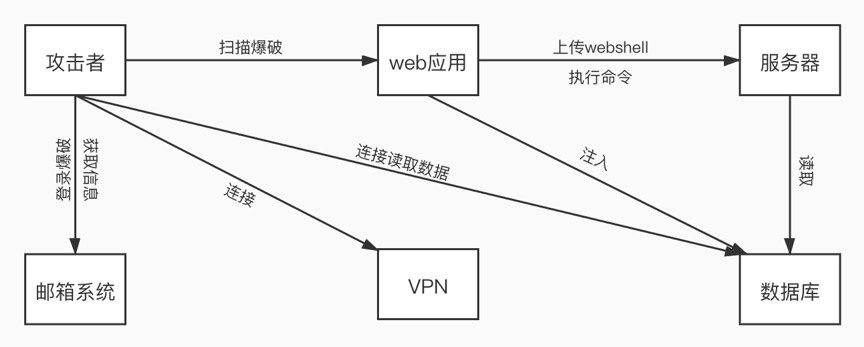 攻击者
扫描爆破
web应用
上传webshell
执行命令
服务器
登录爆破
获取信息
连接
连接读取数据
注入
读取
邮箱系统
VPN
数据库